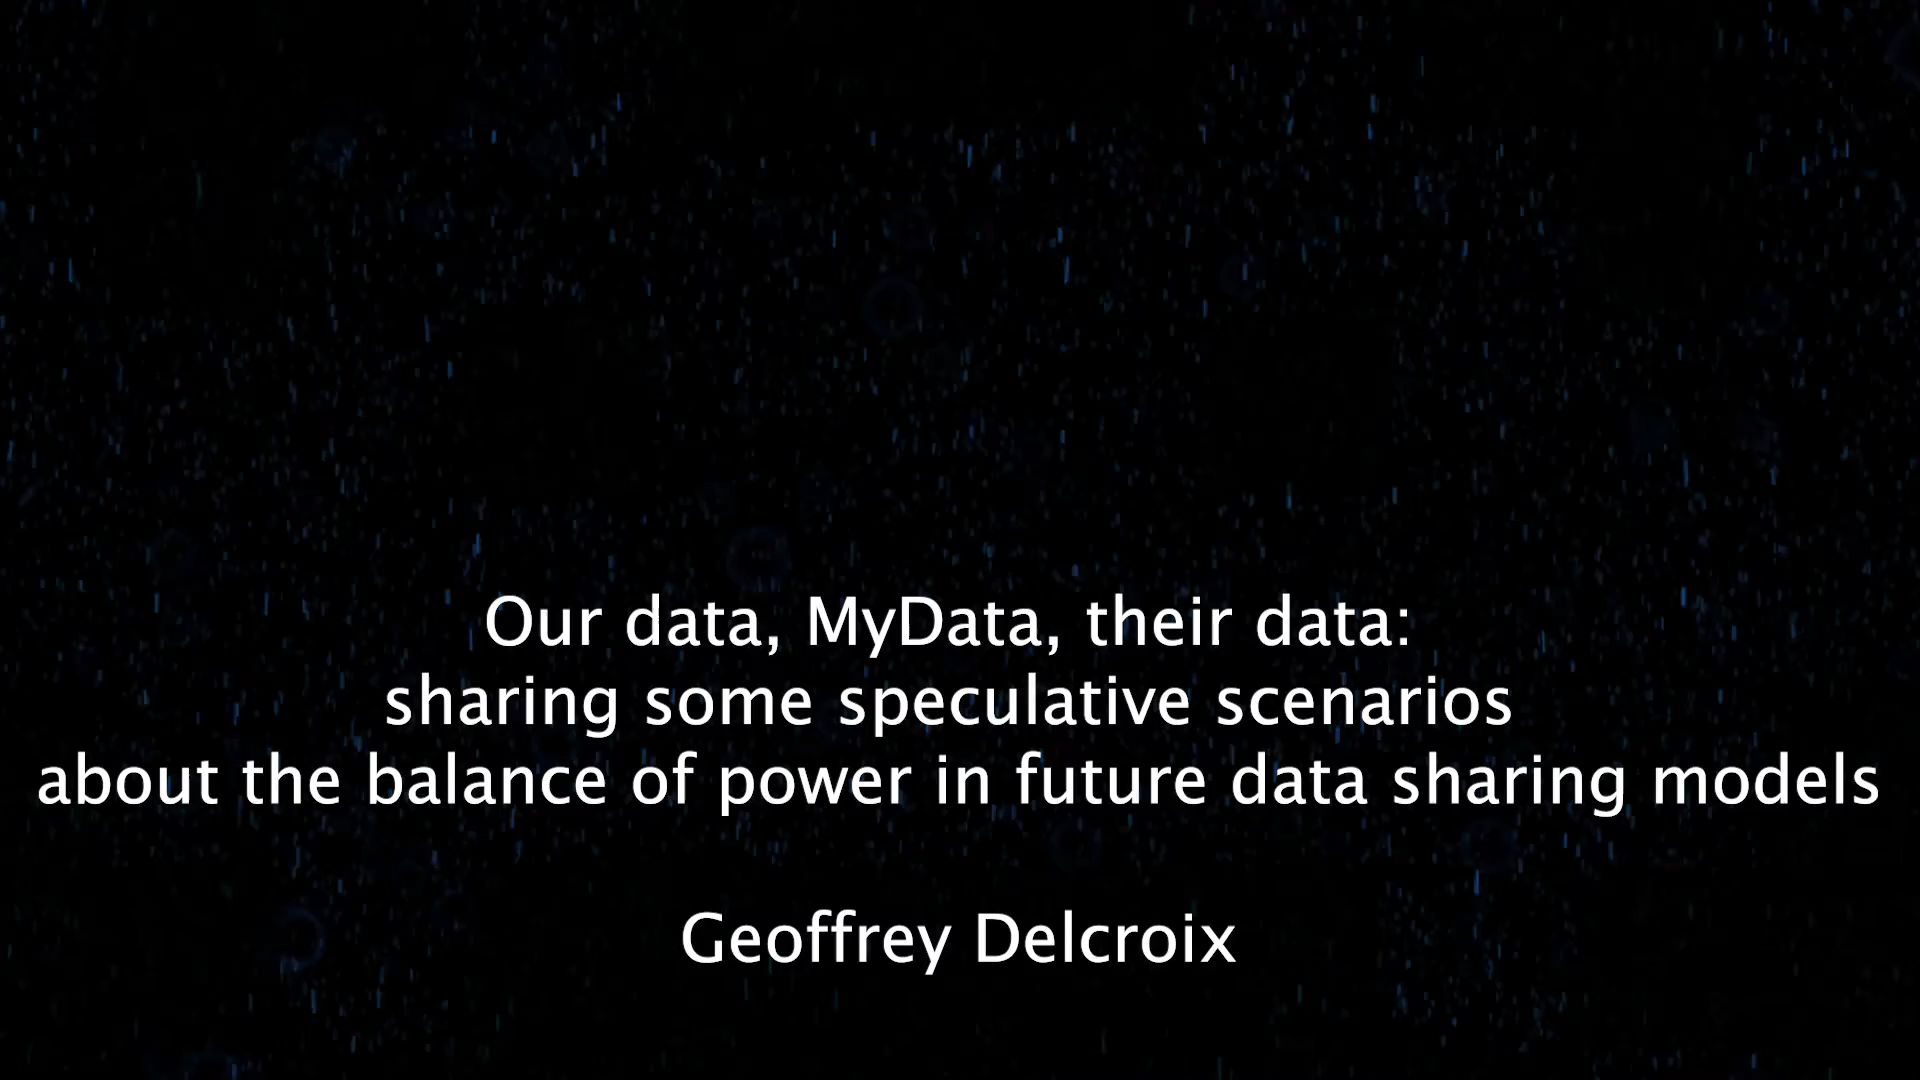 Our data, MyData, their data:
sharing some speculative scenarios
about the balance of power in future data sharing models
Geoffrey Delcroix